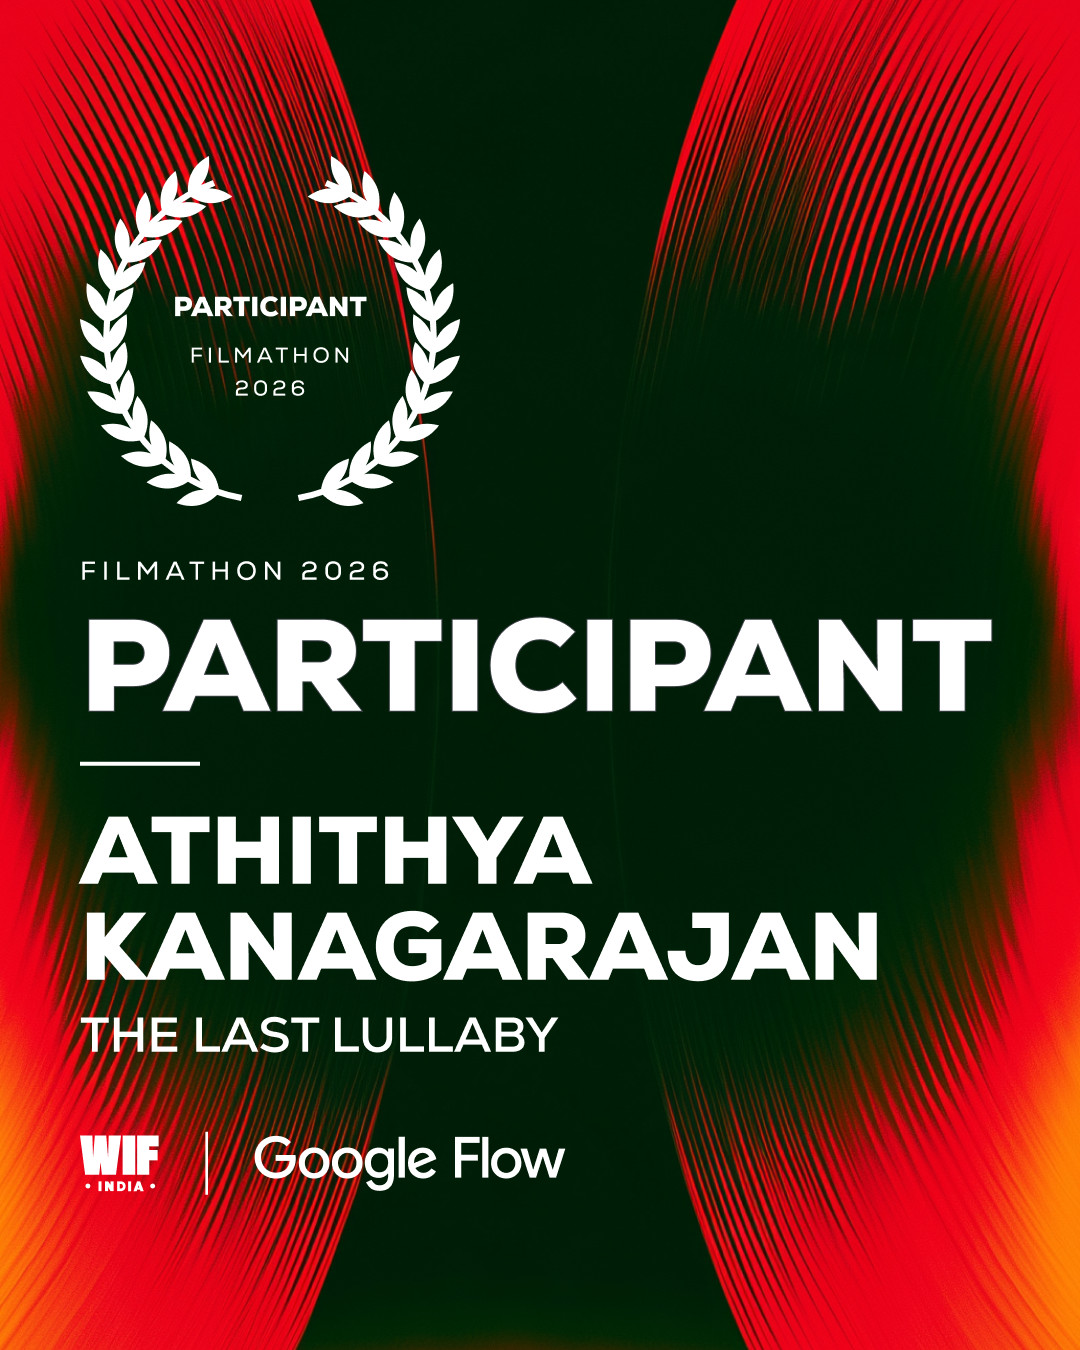 PARTICIPANT
FILMATHON
2026
FILMATHON 2026
PARTICIPANT
ATHITHYA
KANAGARAJAN
THE LAST LULLABY
WIF
• INDIA •
Google Flow